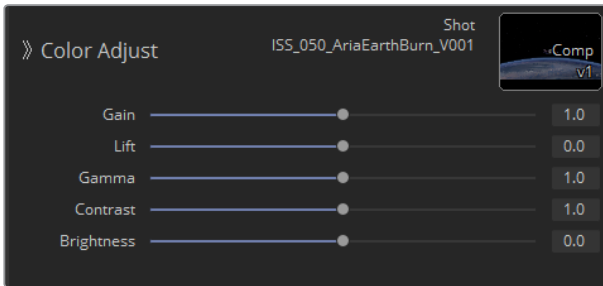 Shot
》 Color Adjust
ISS_050_AriaEarthBurn_V001
Comp
v1
Gain 1.0
Lift 0.0
Gamma 1.0
Contrast 1.0
Brightness 0.0